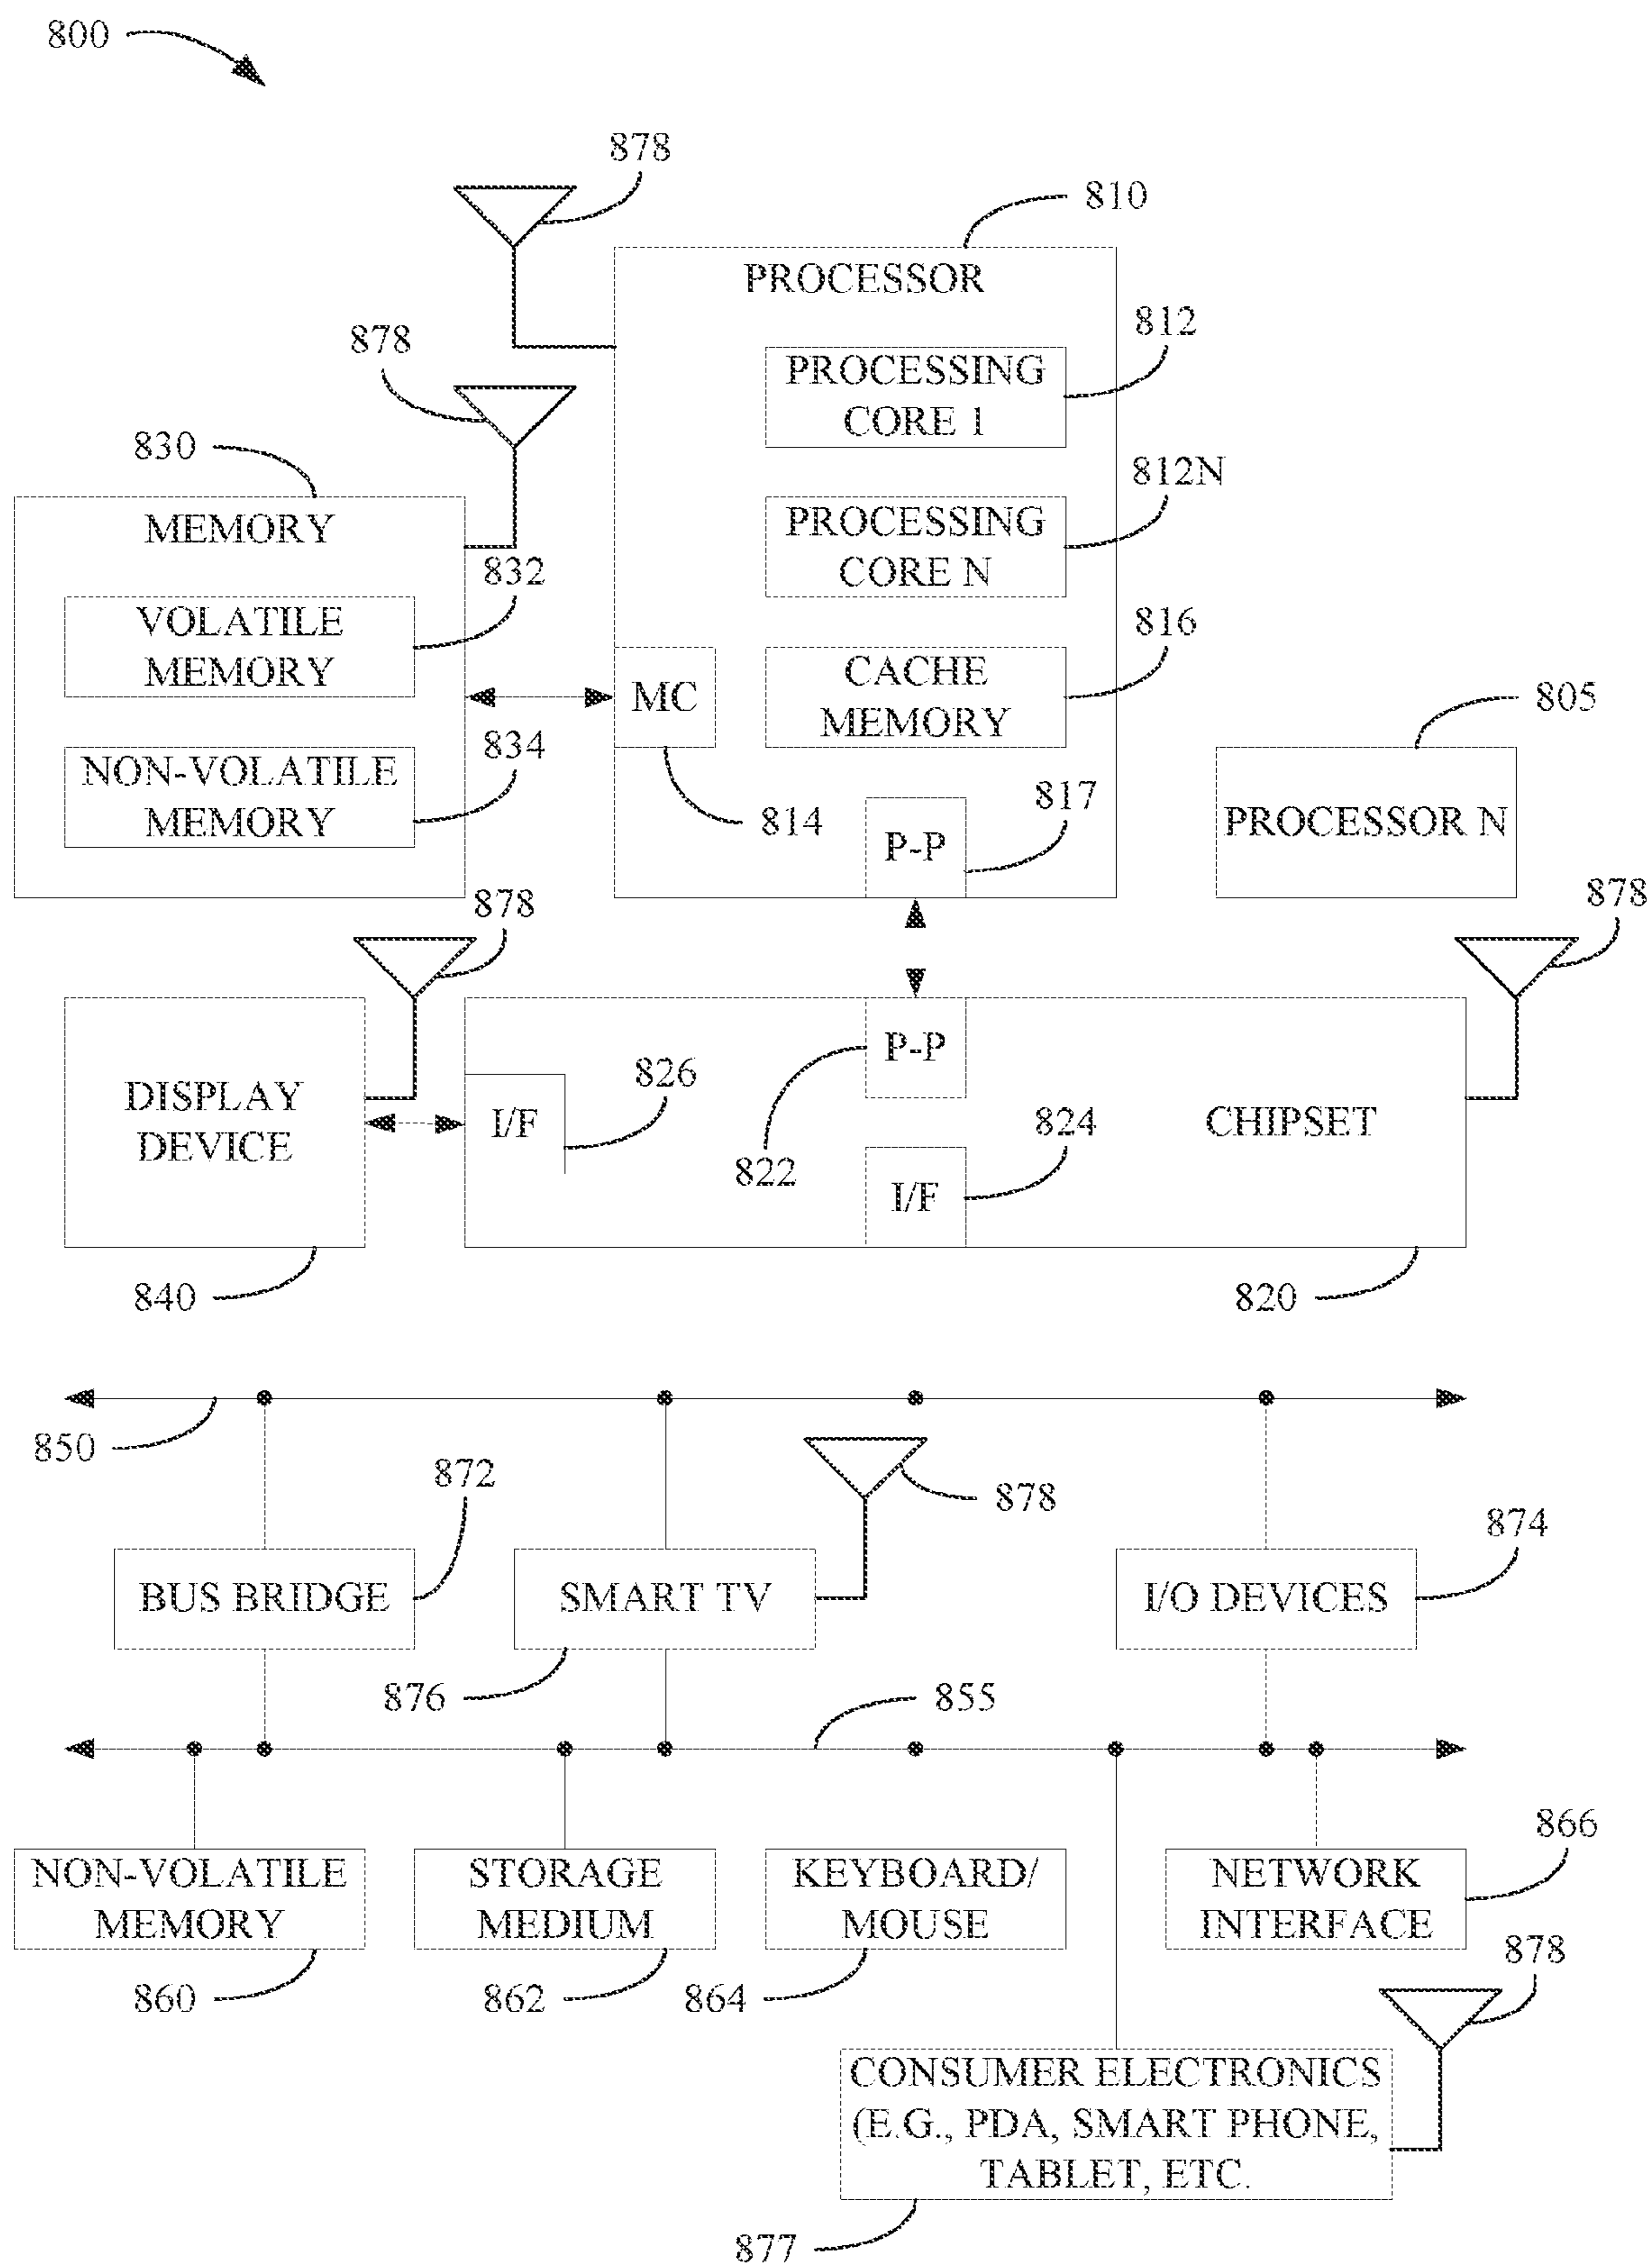 800
878
810
PROCESSOR
812
878
PROCESSING
CORE 1
830
812N
MEMORY
PROCESSING
CORE N
832
VOLATILE
MEMORY
816
CACHE
MEMORY
MC
805
834
NON-VOLATILE
MEMORY
814
817
P-P
PROCESSOR N
878
878
P-P
826
DISPLAY
DEVICE
I/F
824
CHIPSET
822
I/F
840
820
850
872
878
874
BUS BRIDGE
SMART TV
I/O DEVICES
876
855
866
NON-VOLATILE
MEMORY
STORAGE
MEDIUM
KEYBOARD/
MOUSE
NETWORK
INTERFACE
860
862
864
878
CONSUMER ELECTRONICS
(E.G., PDA, SMART PHONE,
TABLET, ETC.
877